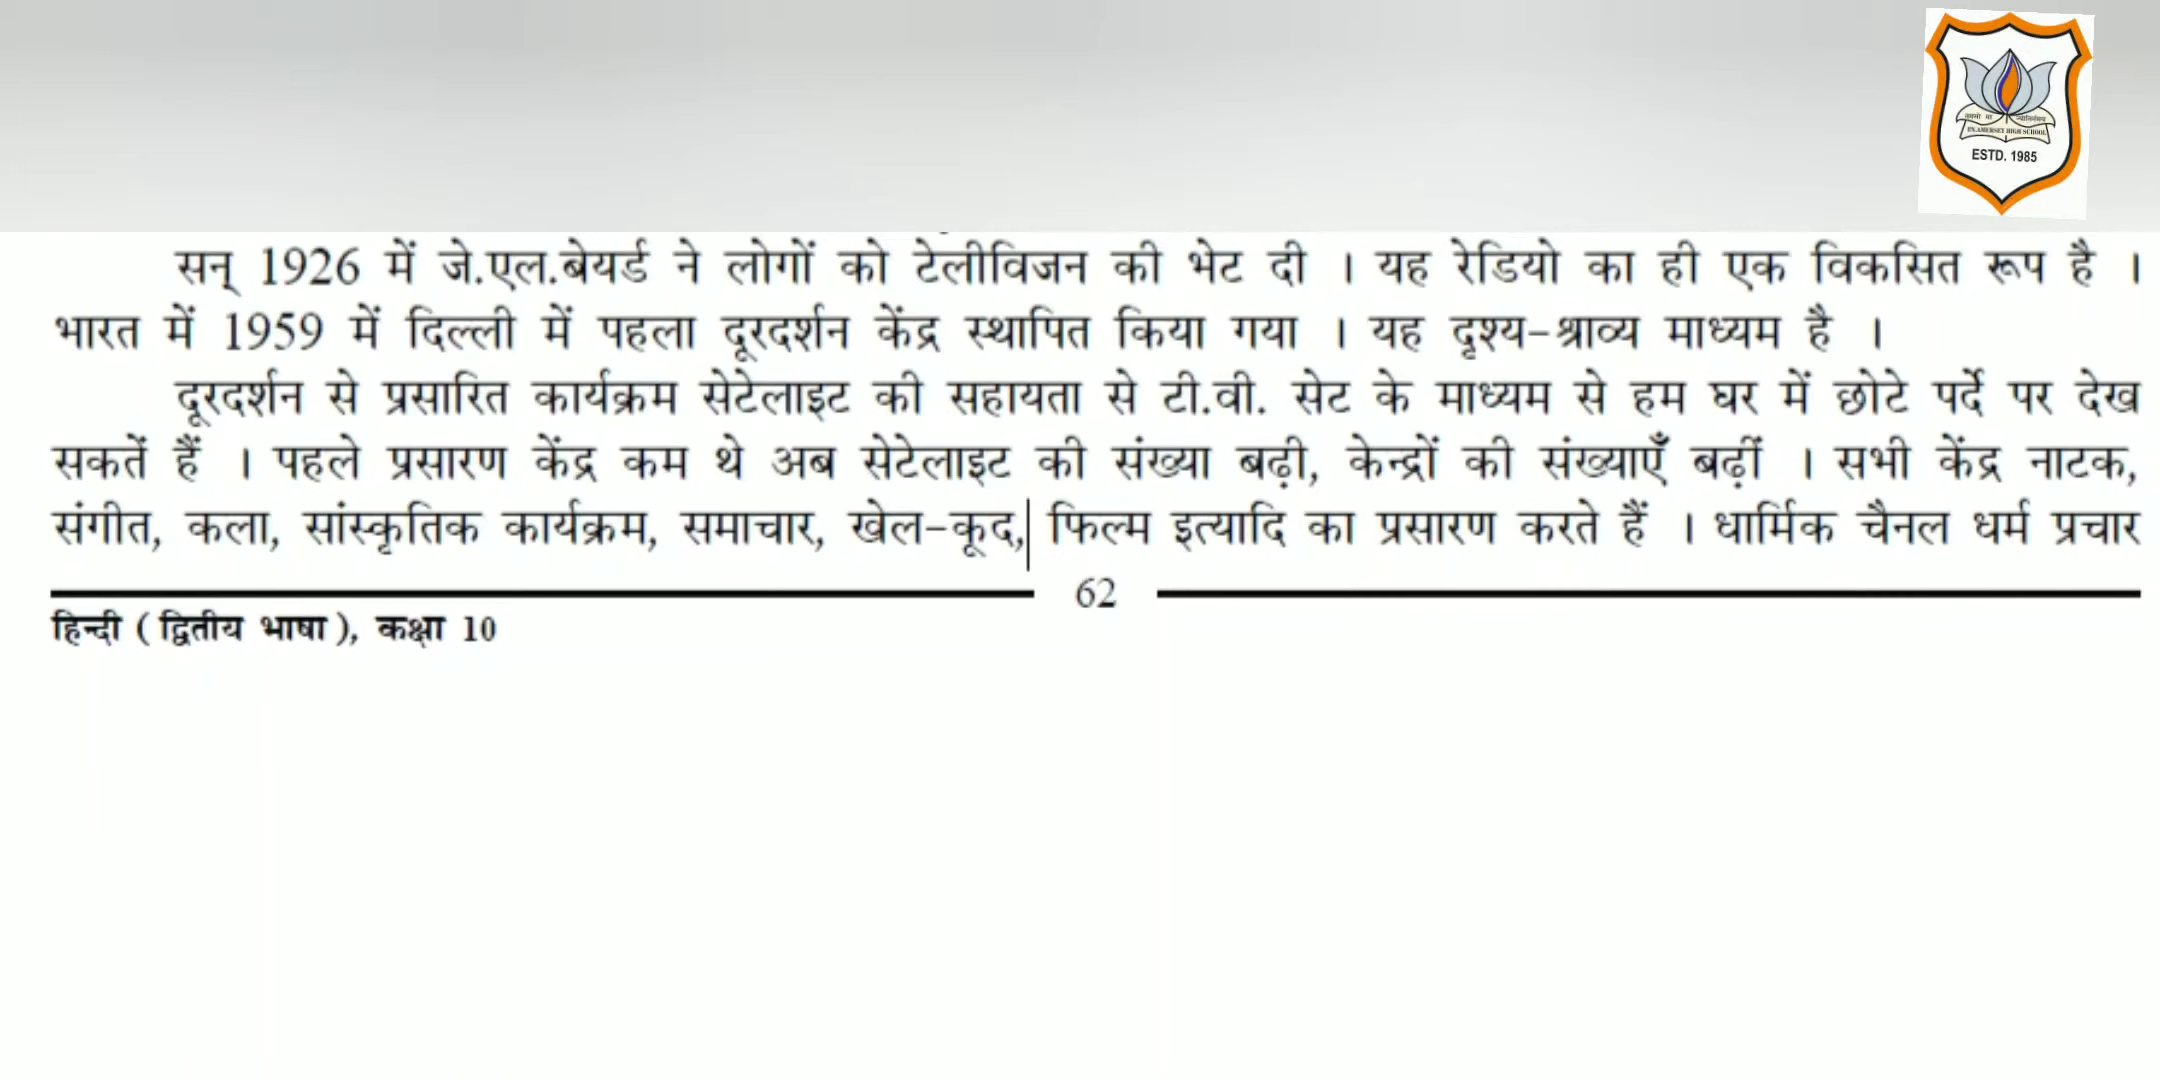 तमसो मा ज्योतिर्गमय
ESTD. 1985
सन् 1926 में जे.एल.बेयर्ड ने लोगों को टेलीविजन की भेट दी । यह रेडियो का ही एक विकसित रूप है ।
भारत में 1959 में दिल्ली में पहला दूरदर्शन केंद्र स्थापित किया गया । यह दृश्य-श्राव्य माध्यम है ।
दूरदर्शन से प्रसारित कार्यक्रम सेटेलाइट की सहायता से टी.वी. सेट के माध्यम से हम घर में छोटे पर्दे पर देख
सकतें हैं । पहले प्रसारण केंद्र कम थे अब सेटेलाइट की संख्या बढ़ी, केन्द्रों की संख्याएँ बढ़ीं । सभी केंद्र नाटक,
संगीत, कला, सांस्कृतिक कार्यक्रम, समाचार, खेल-कूद, फिल्म इत्यादि का प्रसारण करते हैं । धार्मिक चैनल धर्म प्रचार
62
हिन्दी (द्वितीय भाषा), कक्षा 10